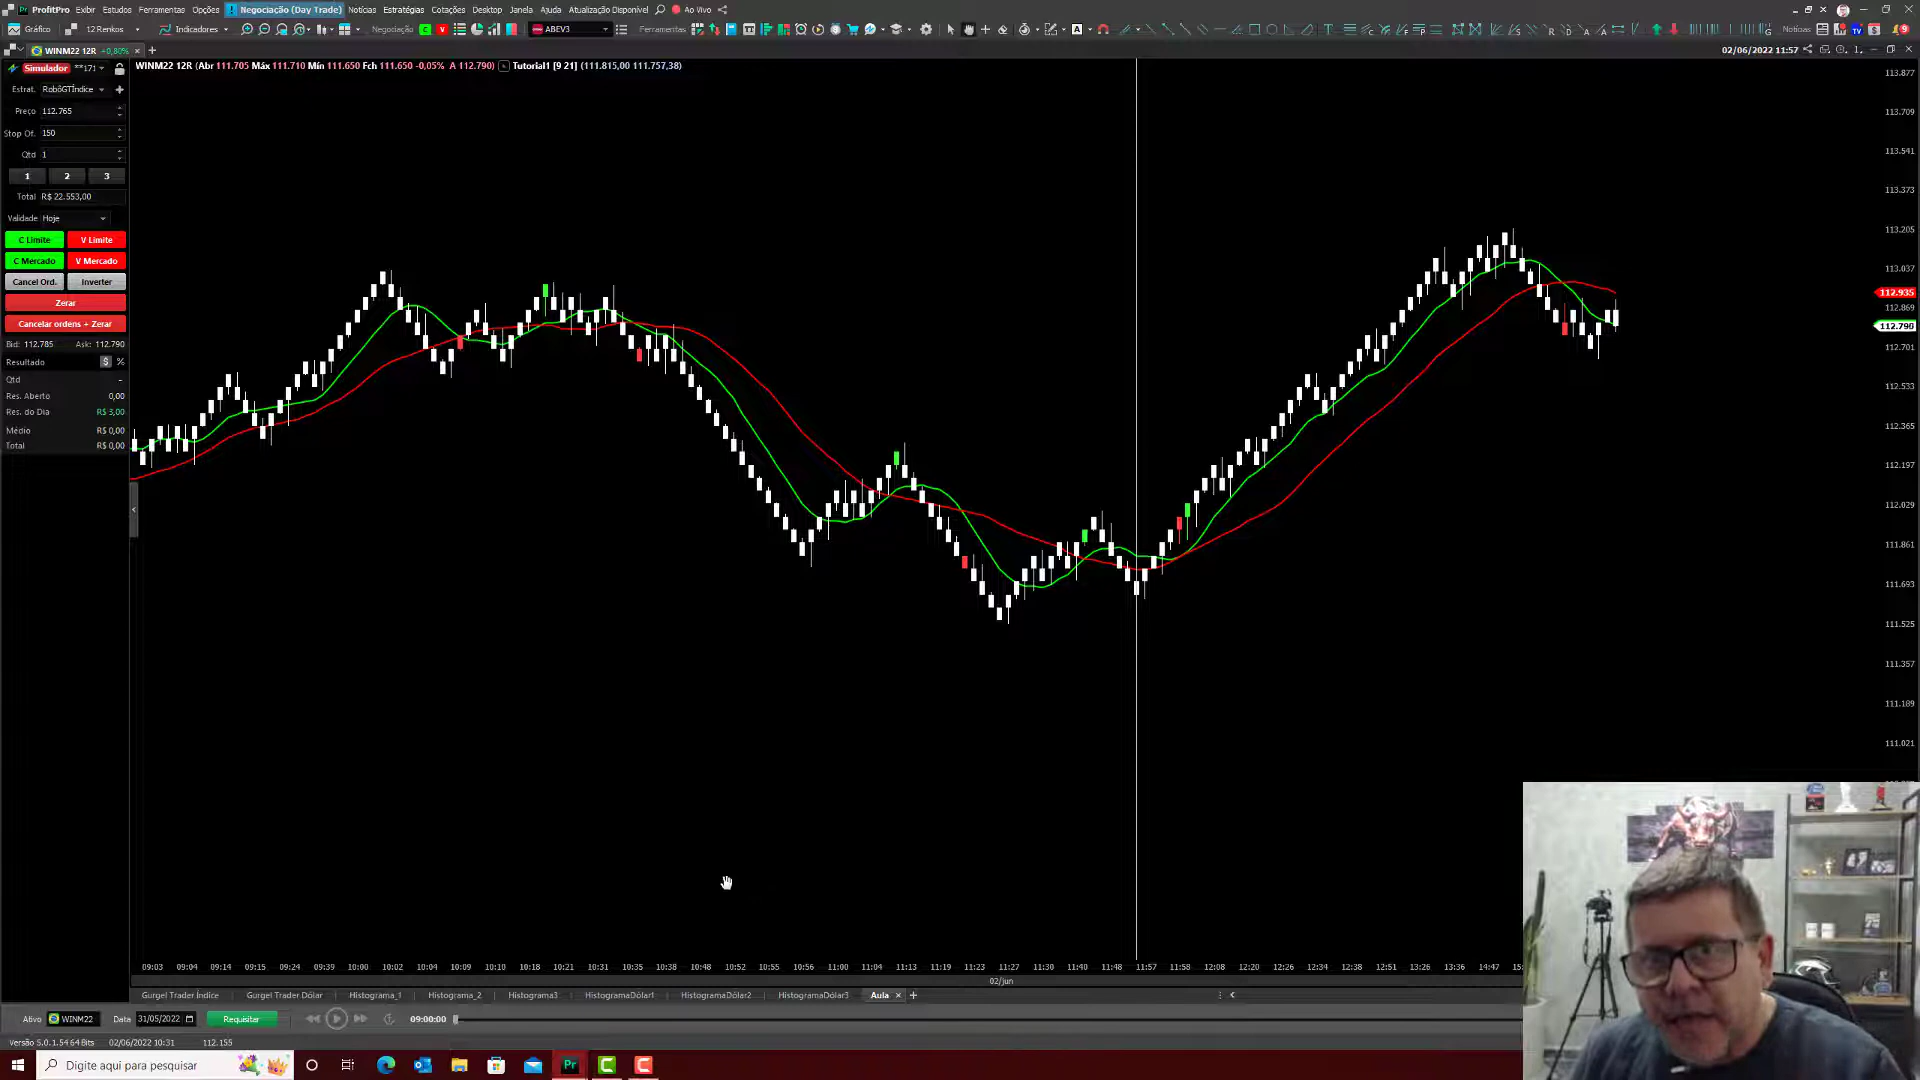 ProfitPro Exibir Estudos Ferramentas Opções ! Negociação (Day Trade) Notícias Estratégias Cotações Desktop Janela Ajuda Atualização Disponível Ao Vivo
Gráfico 12 Renkos Indicadores Negociação C V ABEV3 Ferramentas A Notícias
WINM22 12R +0,80% 02/06/2022 11:57
WINM22 12R (Abr 111.705 Máx 111.710 Mín 111.650 Fch 111.650 -0,05% A 112.790) Tutorial1 [9 21] (111.815,00 111.757,38)
Simulador **171
Estrat. RobôGTÍndice
Preço 112.765
Stop Of. 150
Qtd 1
1 2 3
Total R$ 22.553,00
Validade Hoje
C Limite V Limite
C Mercado V Mercado
Cancel Ord. Inverter
Zerar
Cancelar ordens + Zerar
Bid: 112.785 Ask: 112.790
Resultado $ %
Qtd -
Res. Aberto 0,00
Res. do Dia R$ 3,00
Médio R$ 0,00
Total R$ 0,00
113.877
113.709
113.541
113.373
113.205
113.037
112.935
112.869
112.790
112.701
112.533
112.365
112.197
112.029
111.861
111.693
111.525
111.357
111.189
111.021
09:03 09:04 09:15 09:24 09:39 10:00 10:02 10:04 10:09 10:10 10:18 10:21 10:31 10:35 10:38 10:48 10:52 10:55 10:56 11:00 11:04 11:13 11:19 11:23 11:27 11:30 11:40 11:48 11:57 11:58 12:08 12:20 12:39 12:51 13:26 13:36 14:47
02/jun
Gurgel Trader Índice Gurgel Trader Dólar Histograma_1 Histograma_2 Histograma3 HistogramaDólar1 HistogramaDólar2 HistogramaDólar3 Aula
Ativo WINM22 Data 31/05/2022 Requisitar 09:00:00
Versão 5.0.1.54 64 Bits 02/06/2022 10:31 112.155
Digite aqui para pesquisar